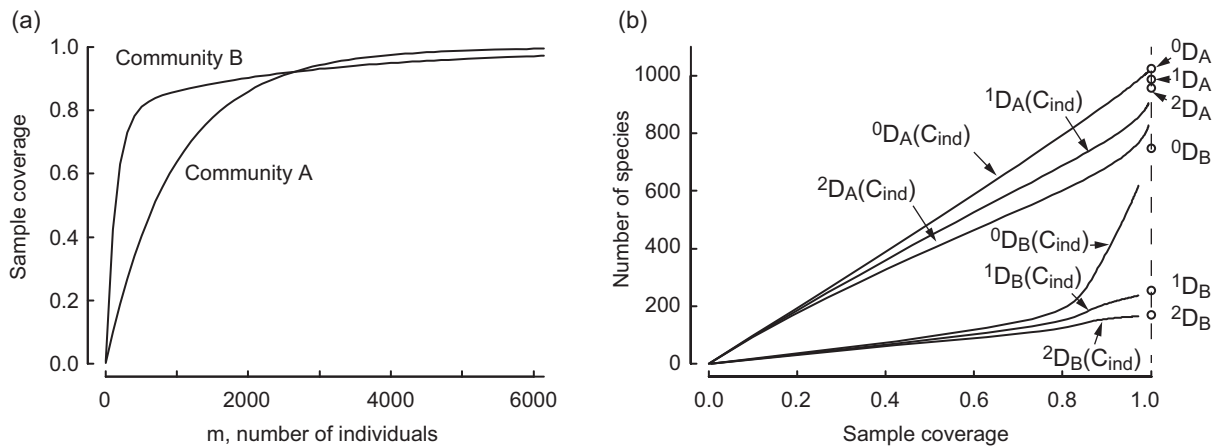 (a)
1.0
0.8
0.6
0.4
0.2
0.0
Sample coverage
Community B
Community A
0
2000
4000
6000
m, number of individuals
(b)
1000
800
600
400
200
0
Number of species
⁰D_A(C_ind)
¹D_A(C_ind)
²D_A(C_ind)
⁰D_B(C_ind)
¹D_B(C_ind)
²D_B(C_ind)
⁰D_A
¹D_A
²D_A
⁰D_B
¹D_B
²D_B
0.0
0.2
0.4
0.6
0.8
1.0
Sample coverage